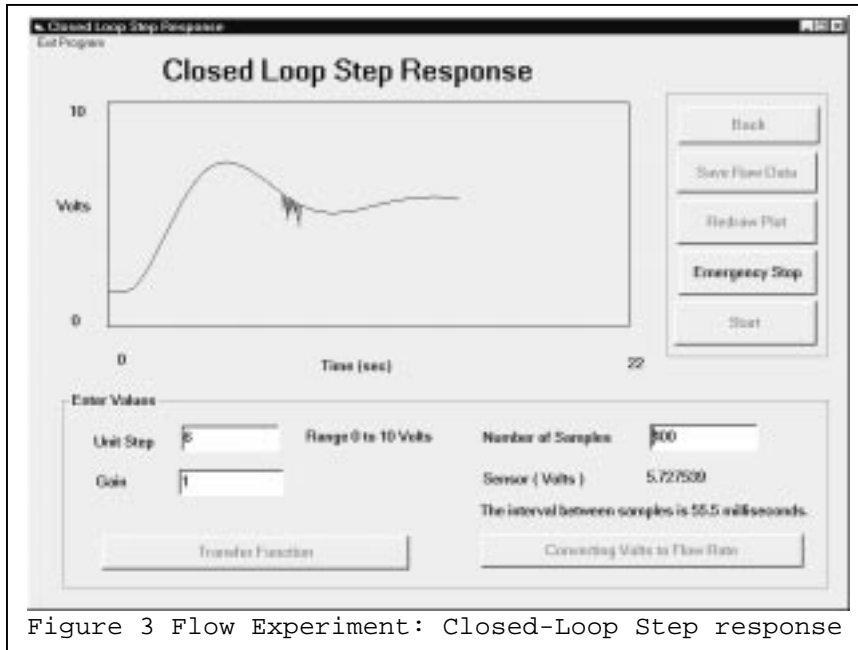 Closed Loop Step Response
Exit Program
Closed Loop Step Response
10
Volts
0
0
Time (sec)
22
Back
Save Flow Data
Redraw Plot
Emergency Stop
Start
Enter Values
Unit Step
6
Range 0 to 10 Volts
Gain
1
Number of Samples
Sensor ( Volts )
5.727539
The interval between samples is 55.5 milliseconds.
Transfer Function
Converting Volts to Flow Rate
Figure 3 Flow Experiment: Closed-Loop Step response